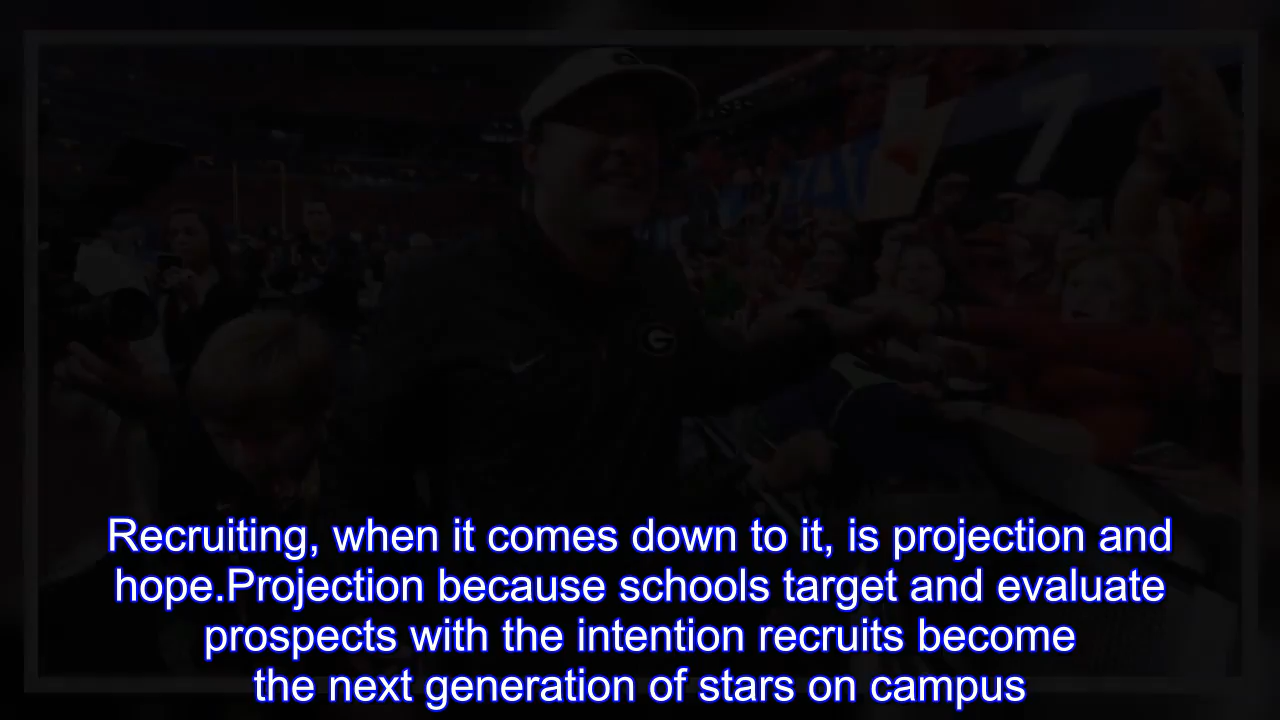 Recruiting, when it comes down to it, is projection and
hope.Projection because schools target and evaluate
prospects with the intention recruits become
the next generation of stars on campus